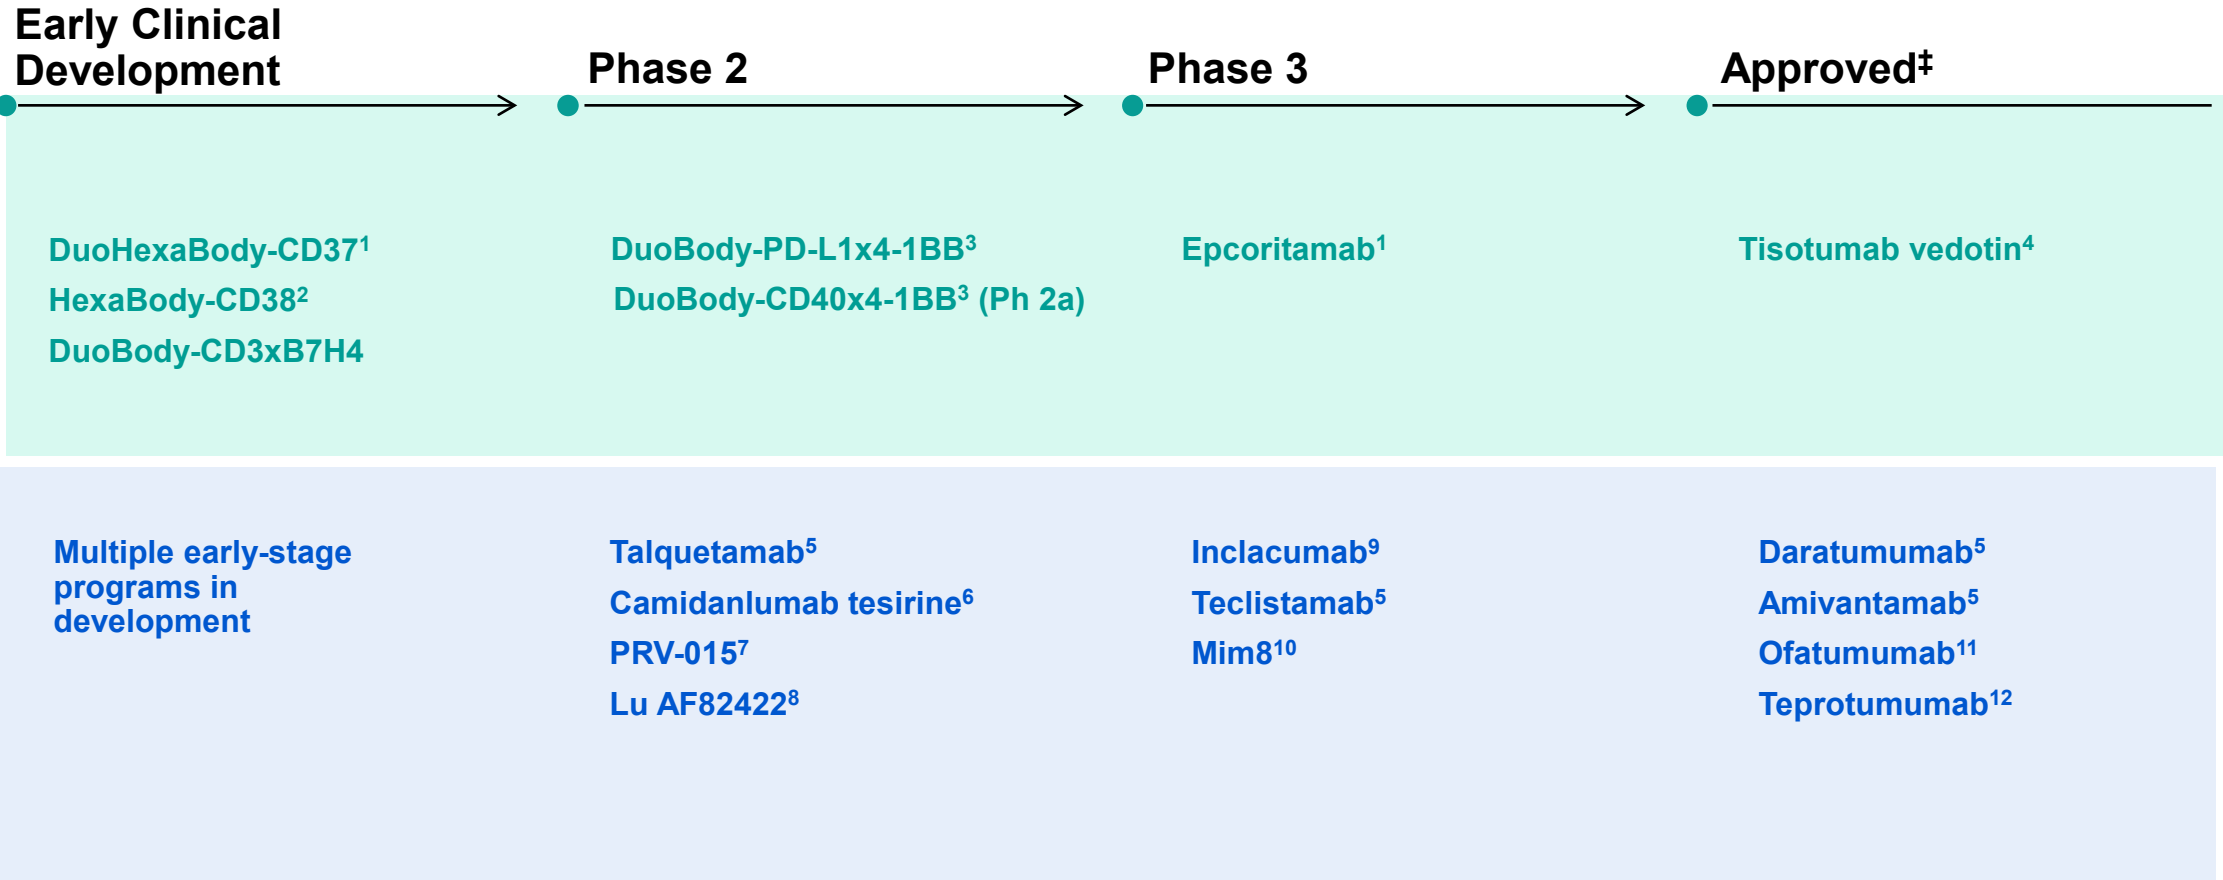 Early Clinical
Development
Phase 2
Phase 3
Approved‡
DuoHexaBody-CD37¹
HexaBody-CD38²
DuoBody-CD3xB7H4
DuoBody-PD-L1x4-1BB³
DuoBody-CD40x4-1BB³ (Ph 2a)
Epcoritamab¹
Tisotumab vedotin⁴
Multiple early-stage
programs in
development
Talquetamab⁵
Camidanlumab tesirine⁶
PRV-015⁷
Lu AF82422⁸
Inclacumab⁹
Teclistamab⁵
Mim8¹⁰
Daratumumab⁵
Amivantamab⁵
Ofatumumab¹¹
Teprotumumab¹²